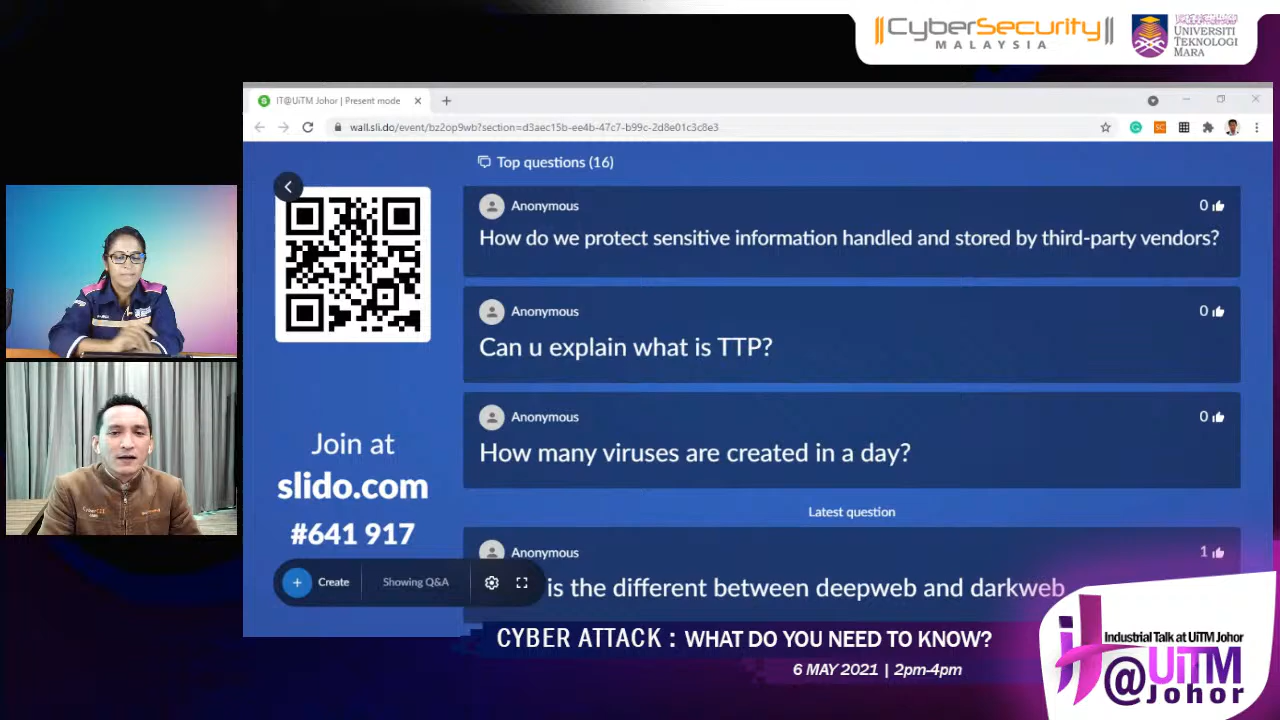 CyberSecurity
MALAYSIA
UNIVERSITI
TEKNOLOGI
MARA
IT@UiTM Johor | Present mode
wall.sli.do/event/bz2op9wb?section=d3aec15b-ee4b-47c7-b99c-2d8e01c3c8e3
Top questions (16)
Anonymous
0
How do we protect sensitive information handled and stored by third-party vendors?
Anonymous
0
Can u explain what is TTP?
Anonymous
0
How many viruses are created in a day?
Latest question
Anonymous
1
is the different between deepweb and darkweb
Join at
slido.com
#641 917
Create
Showing Q&A
CYBER ATTACK : WHAT DO YOU NEED TO KNOW?
6 MAY 2021 | 2pm-4pm
it
Industrial Talk at UiTM Johor
@UiTM
Johor